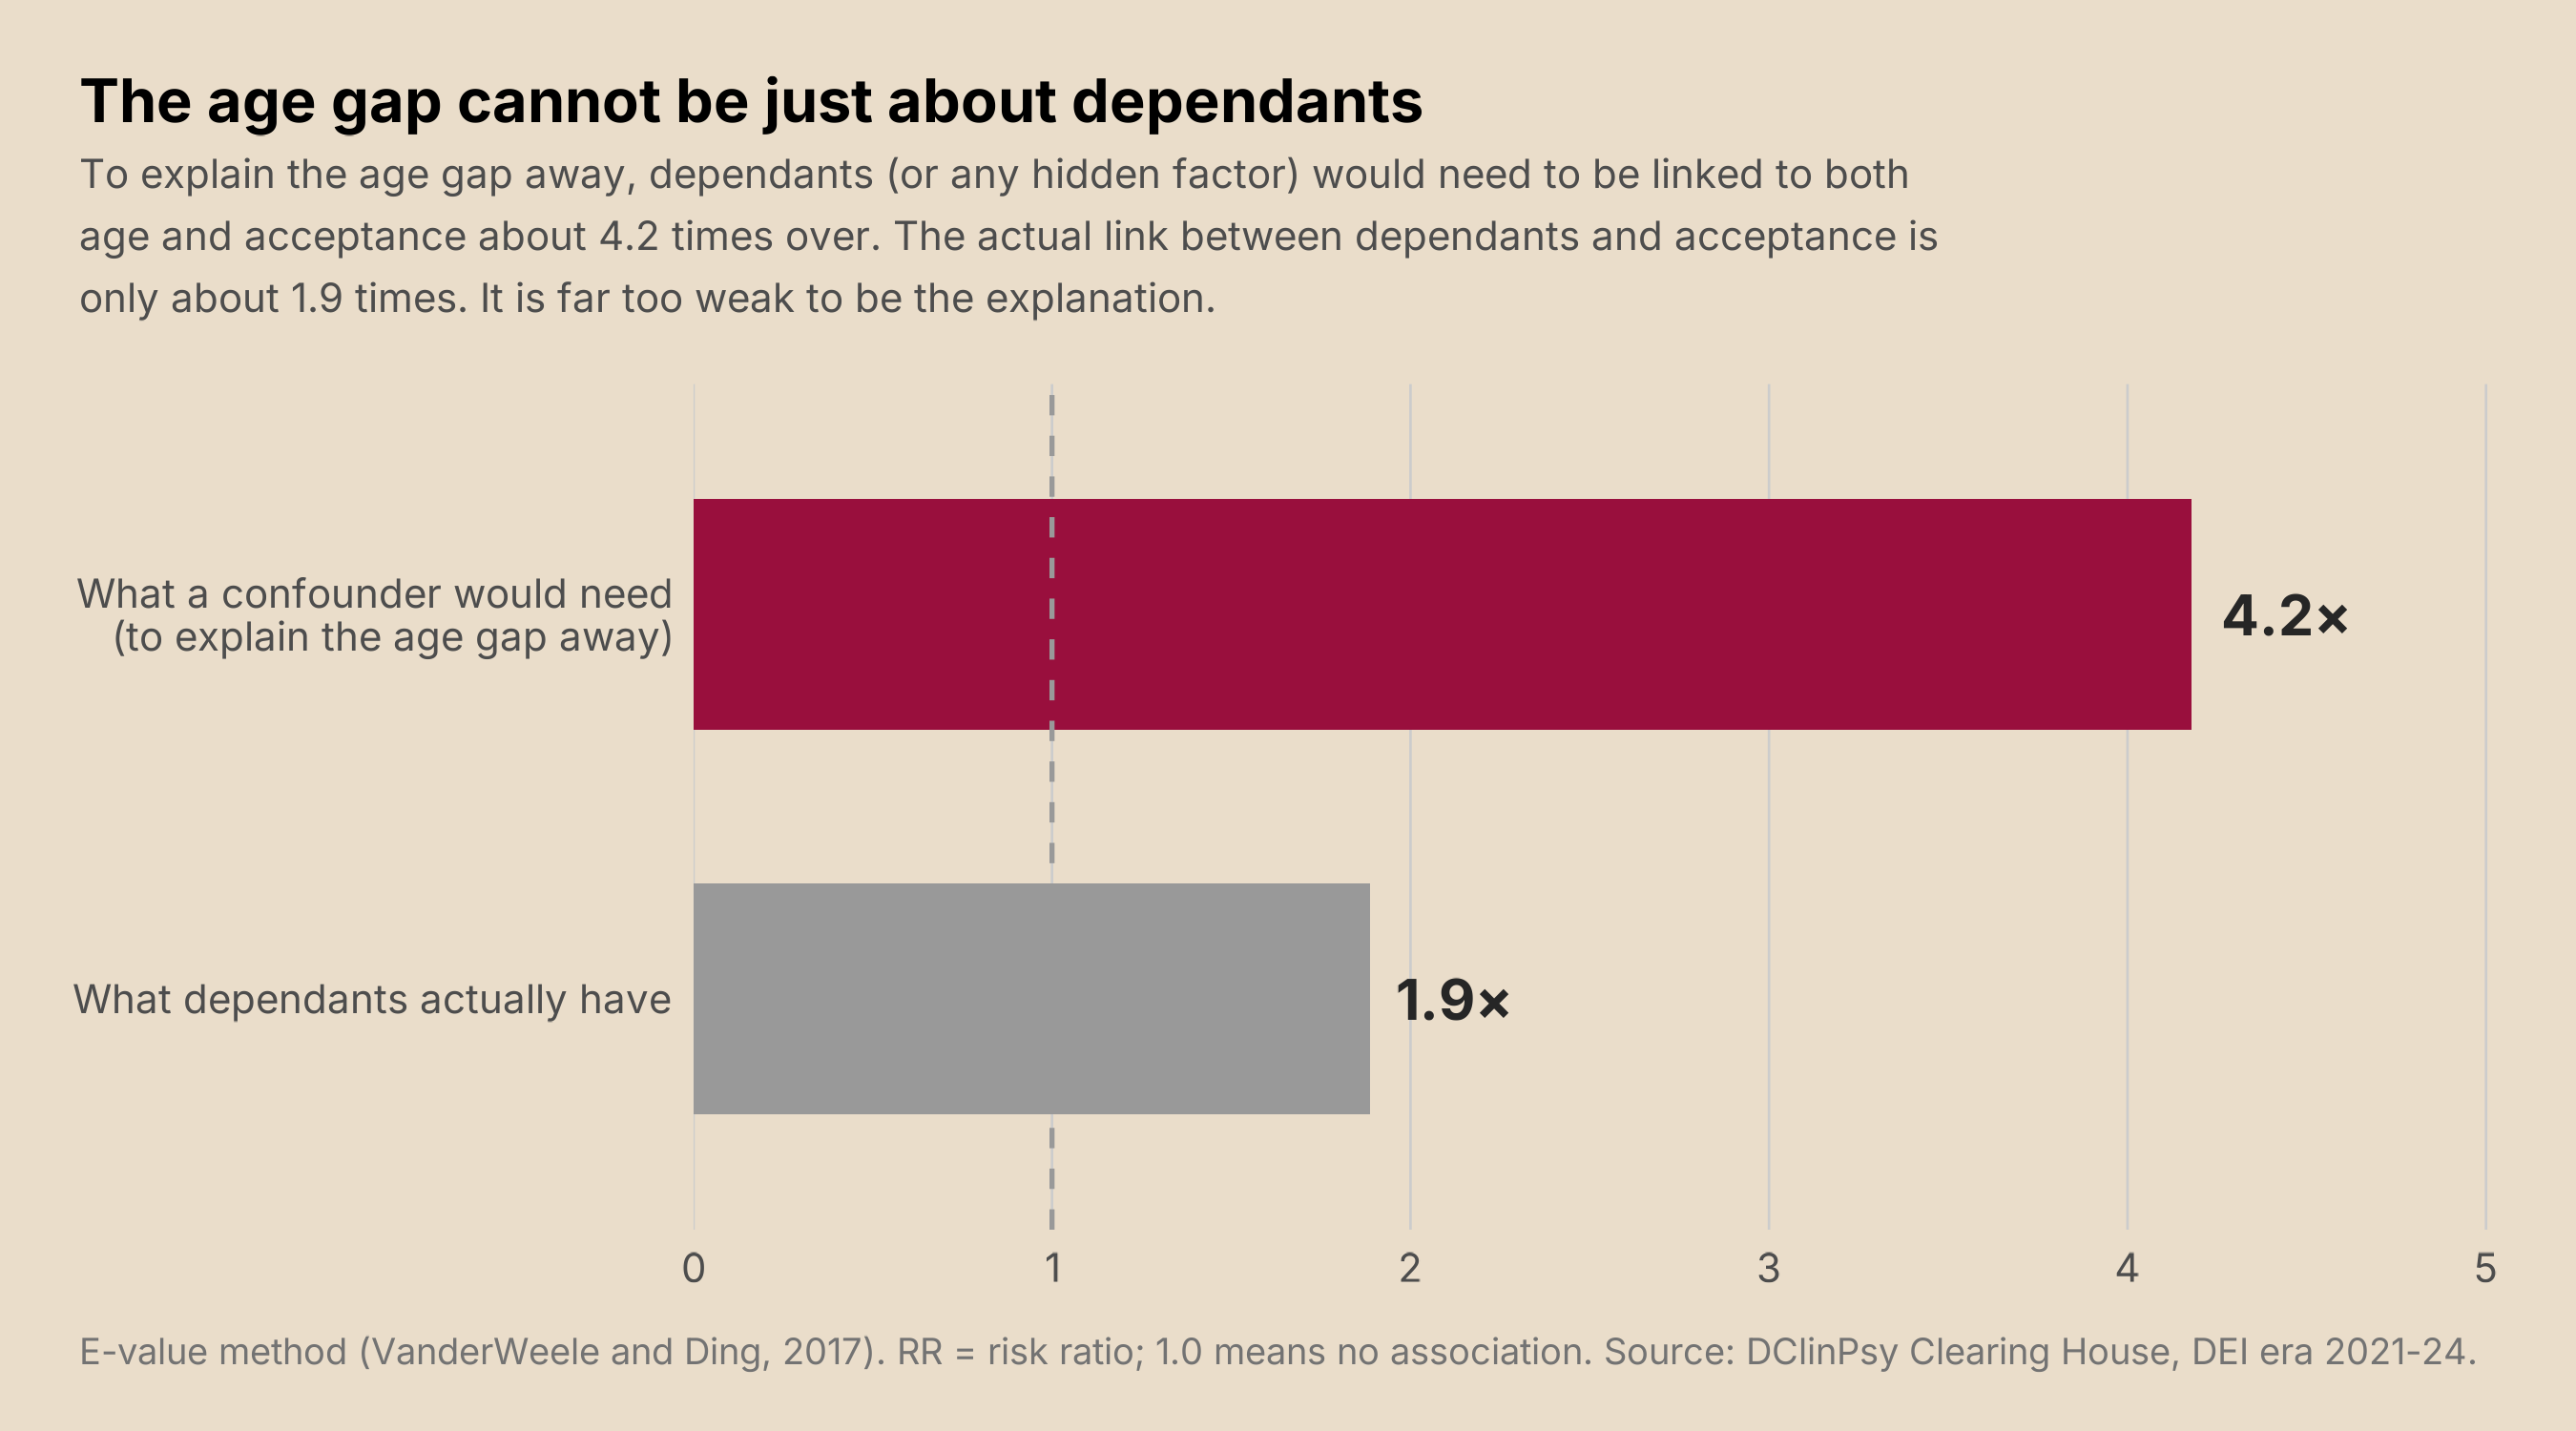 The age gap cannot be just about dependants
To explain the age gap away, dependants (or any hidden factor) would need to be linked to both
age and acceptance about 4.2 times over. The actual link between dependants and acceptance is
only about 1.9 times. It is far too weak to be the explanation.
What a confounder would need
(to explain the age gap away)
4.2×
What dependants actually have
1.9×
0 1 2 3 4 5
E-value method (VanderWeele and Ding, 2017). RR = risk ratio; 1.0 means no association. Source: DClinPsy Clearing House, DEI era 2021-24.